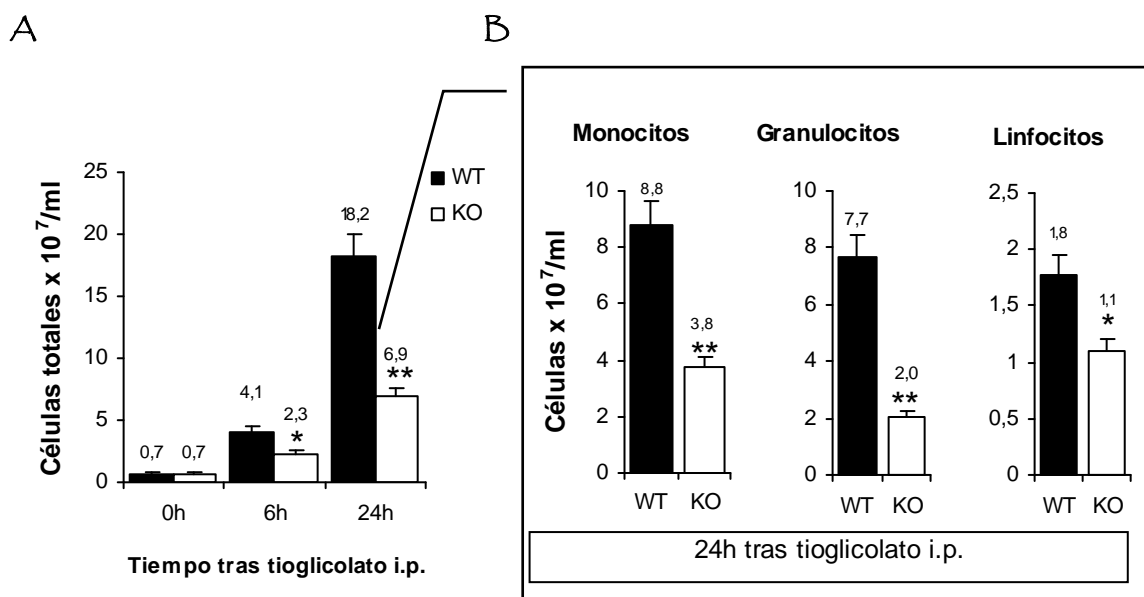 A
B
Células totales x 10⁷/ml
25
20
15
10
5
0
0,7
0,7
4,1
2,3
*
18,2
6,9
**
WT
KO
0h
6h
24h
Tiempo tras tioglicolato i.p.
Monocitos
Granulocitos
Linfocitos
Células x 10⁷/ml
10
8
6
4
2
0
8,8
3,8
**
WT
KO
10
8
6
4
2
0
7,7
2,0
**
WT
KO
2,5
2
1,5
1
0,5
0
1,8
1,1
*
WT
KO
24h tras tioglicolato i.p.